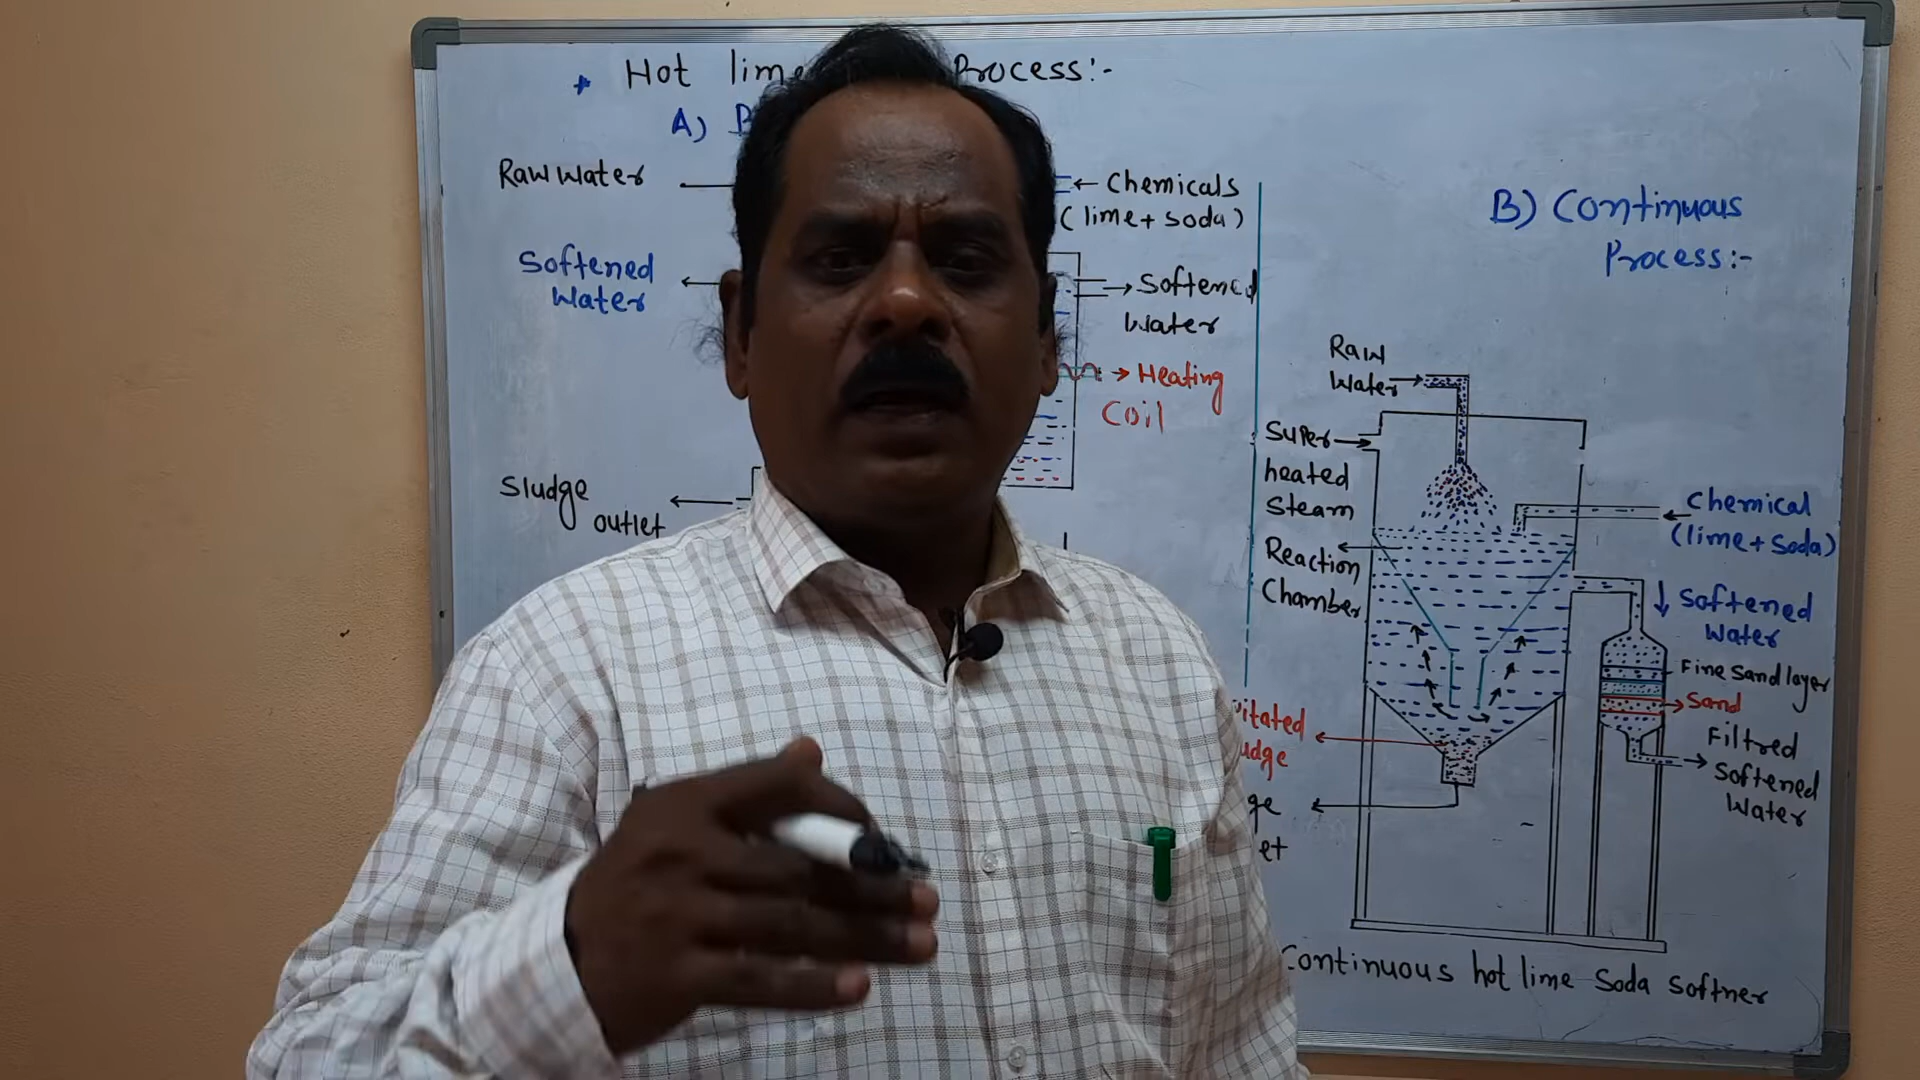 Hot lime Process:-
A)
Raw water
Softened
Water
Sludge
outlet
Chemicals
(lime+soda)
Softened
Water
Heating
Coil
B) Continuous
Process:-
Raw
Water
Super
heated
Steam
Reaction
Chamber
Chemical
(lime+soda)
Softened
Water
Fine Sand layer
Sand
Filtred
Softened
Water
Continuous hot lime Soda Softner